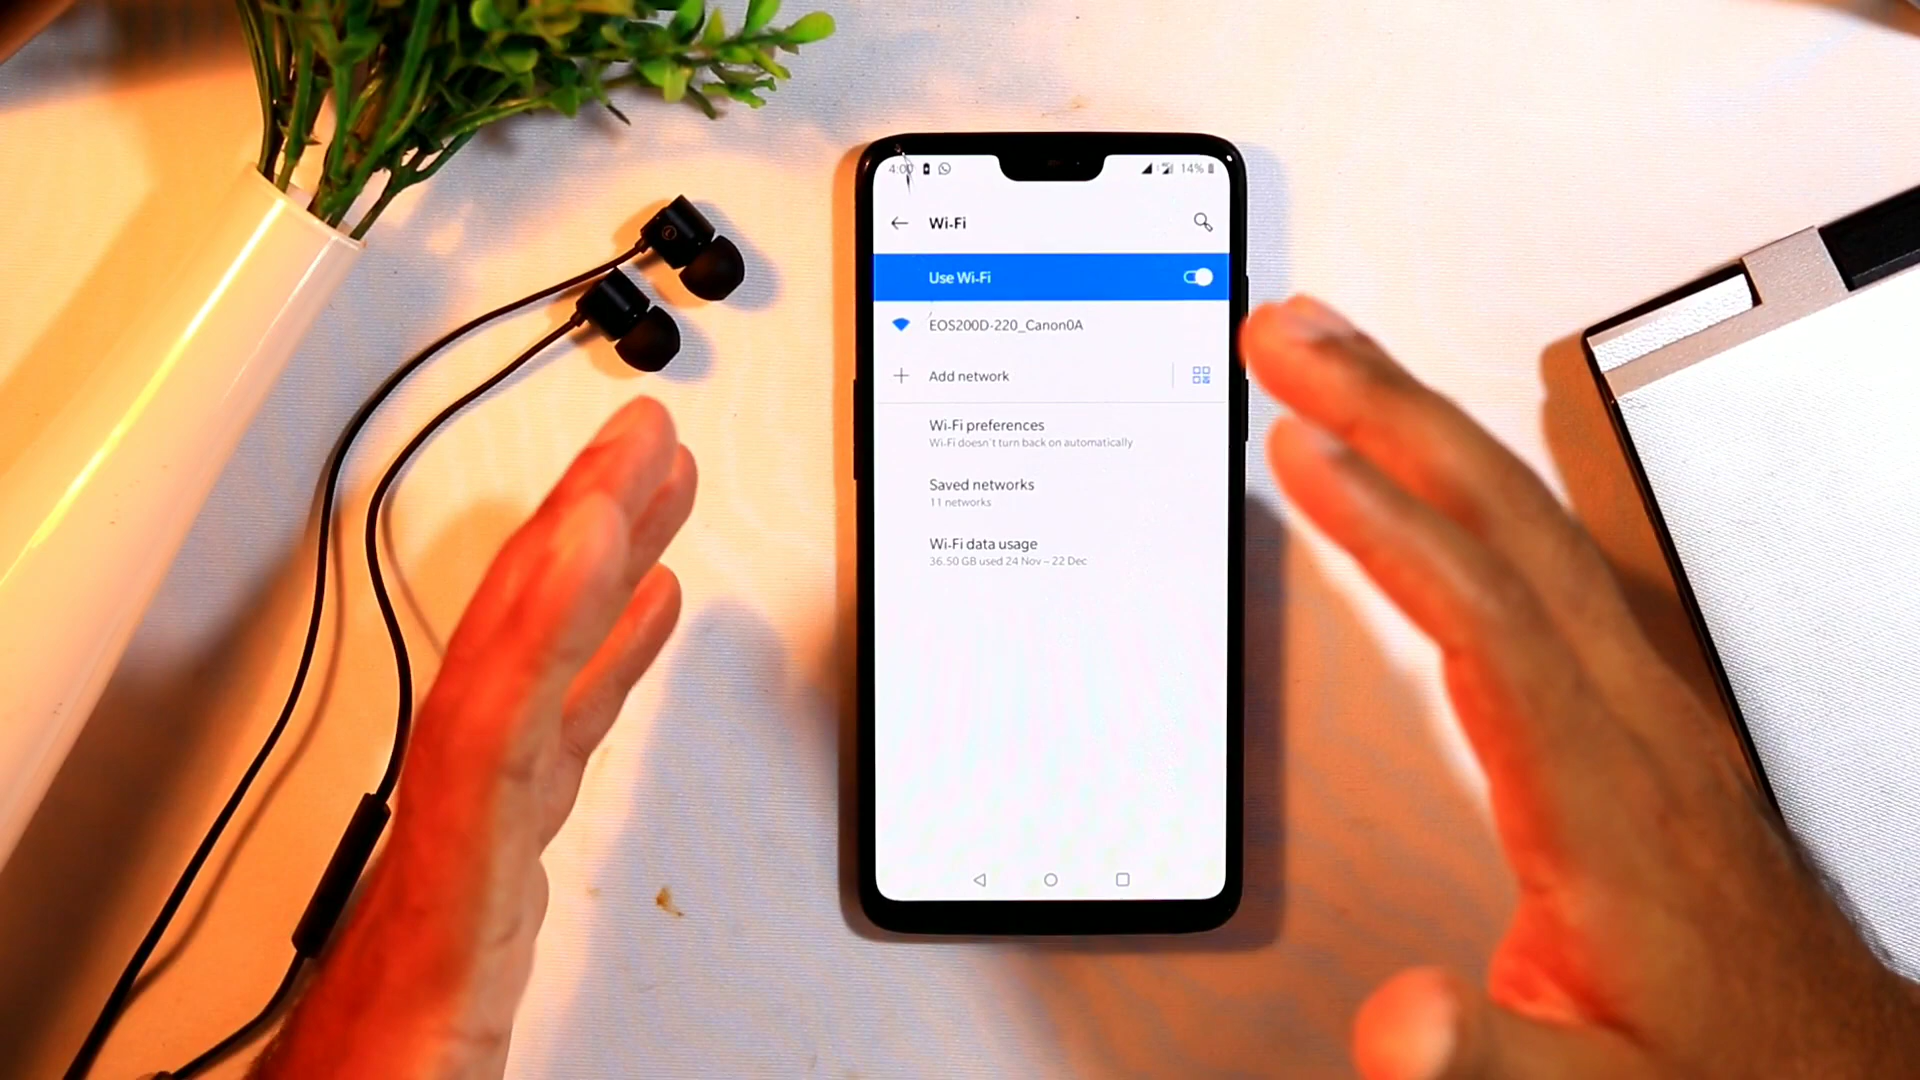 4:00 14%
Wi-Fi
Use Wi-Fi
EOS200D-220_Canon0A
Add network
Wi-Fi preferences
Wi-Fi doesn't turn back on automatically
Saved networks
11 networks
Wi-Fi data usage
36.50 GB used 24 Nov – 22 Dec